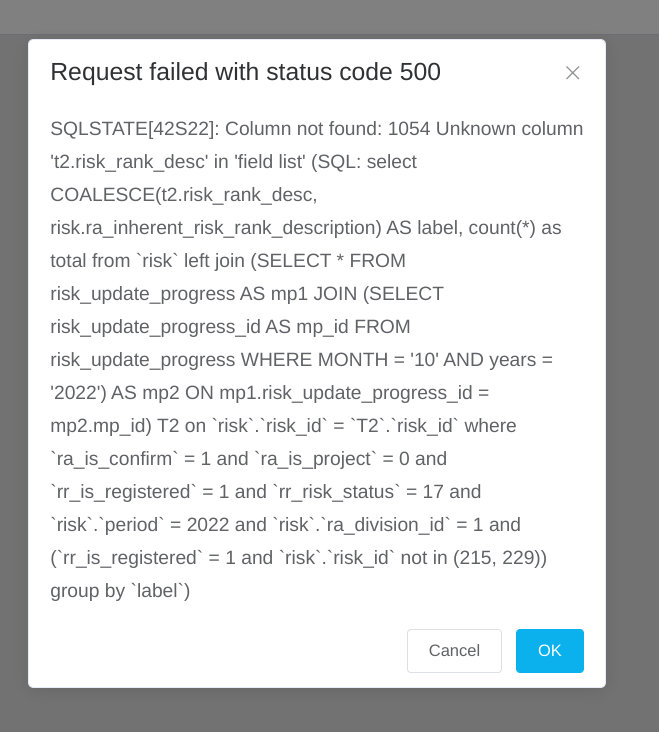 Request failed with status code 500
SQLSTATE[42S22]: Column not found: 1054 Unknown column
't2.risk_rank_desc' in 'field list' (SQL: select
COALESCE(t2.risk_rank_desc,
risk.ra_inherent_risk_rank_description) AS label, count(*) as
total from `risk` left join (SELECT * FROM
risk_update_progress AS mp1 JOIN (SELECT
risk_update_progress_id AS mp_id FROM
risk_update_progress WHERE MONTH = '10' AND years =
'2022') AS mp2 ON mp1.risk_update_progress_id =
mp2.mp_id) T2 on `risk`.`risk_id` = `T2`.`risk_id` where
`ra_is_confirm` = 1 and `ra_is_project` = 0 and
`rr_is_registered` = 1 and `rr_risk_status` = 17 and
`risk`.`period` = 2022 and `risk`.`ra_division_id` = 1 and
(`rr_is_registered` = 1 and `risk`.`risk_id` not in (215, 229))
group by `label`)
Cancel OK